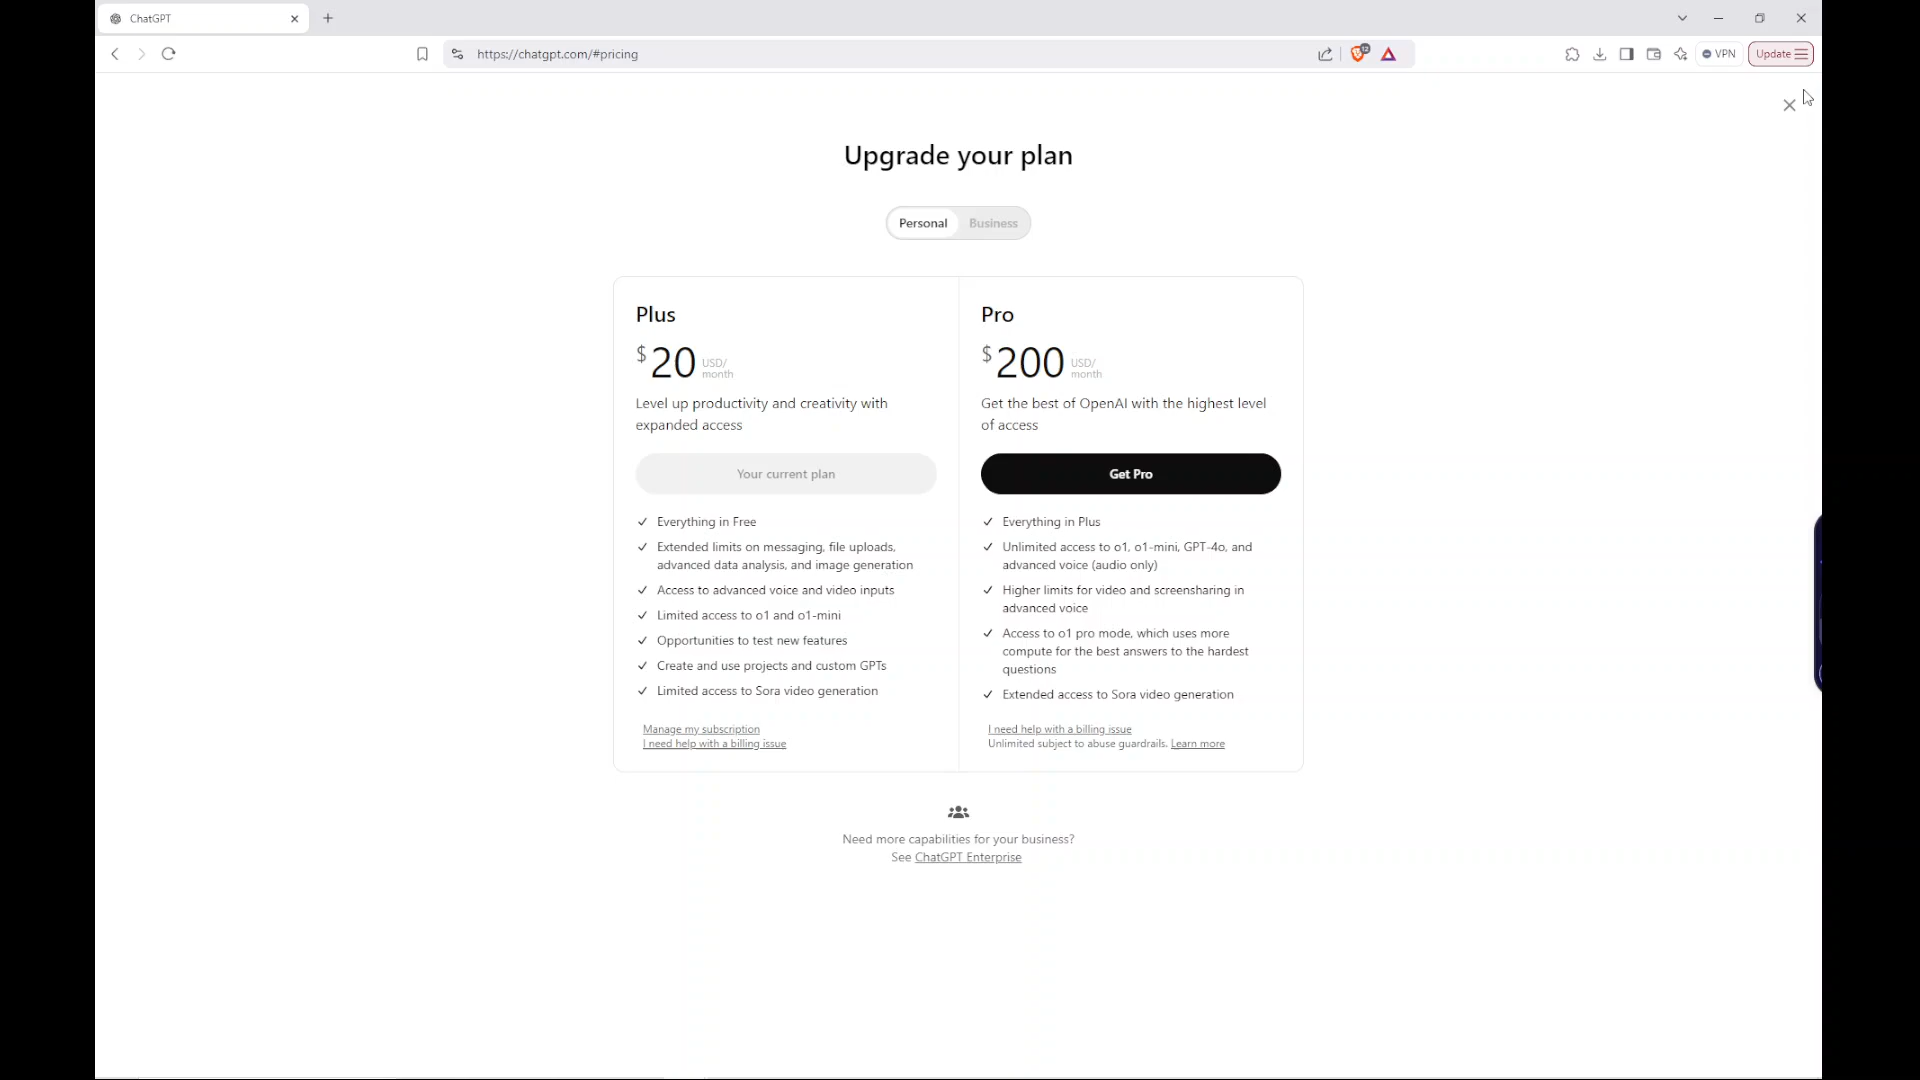 ChatGPT
https://chatgpt.com/#pricing
12
VPN
Update
Upgrade your plan
Personal
Business
Plus
$ 20 USD/
month
Level up productivity and creativity with
expanded access
Your current plan
Everything in Free
Extended limits on messaging, file uploads,
advanced data analysis, and image generation
Access to advanced voice and video inputs
Limited access to o1 and o1-mini
Opportunities to test new features
Create and use projects and custom GPTs
Limited access to Sora video generation
Manage my subscription
I need help with a billing issue
Pro
$ 200 USD/
month
Get the best of OpenAI with the highest level
of access
Get Pro
Everything in Plus
Unlimited access to o1, o1-mini, GPT-4o, and
advanced voice (audio only)
Higher limits for video and screensharing in
advanced voice
Access to o1 pro mode, which uses more
compute for the best answers to the hardest
questions
Extended access to Sora video generation
I need help with a billing issue
Unlimited subject to abuse guardrails. Learn more
Need more capabilities for your business?
See ChatGPT Enterprise